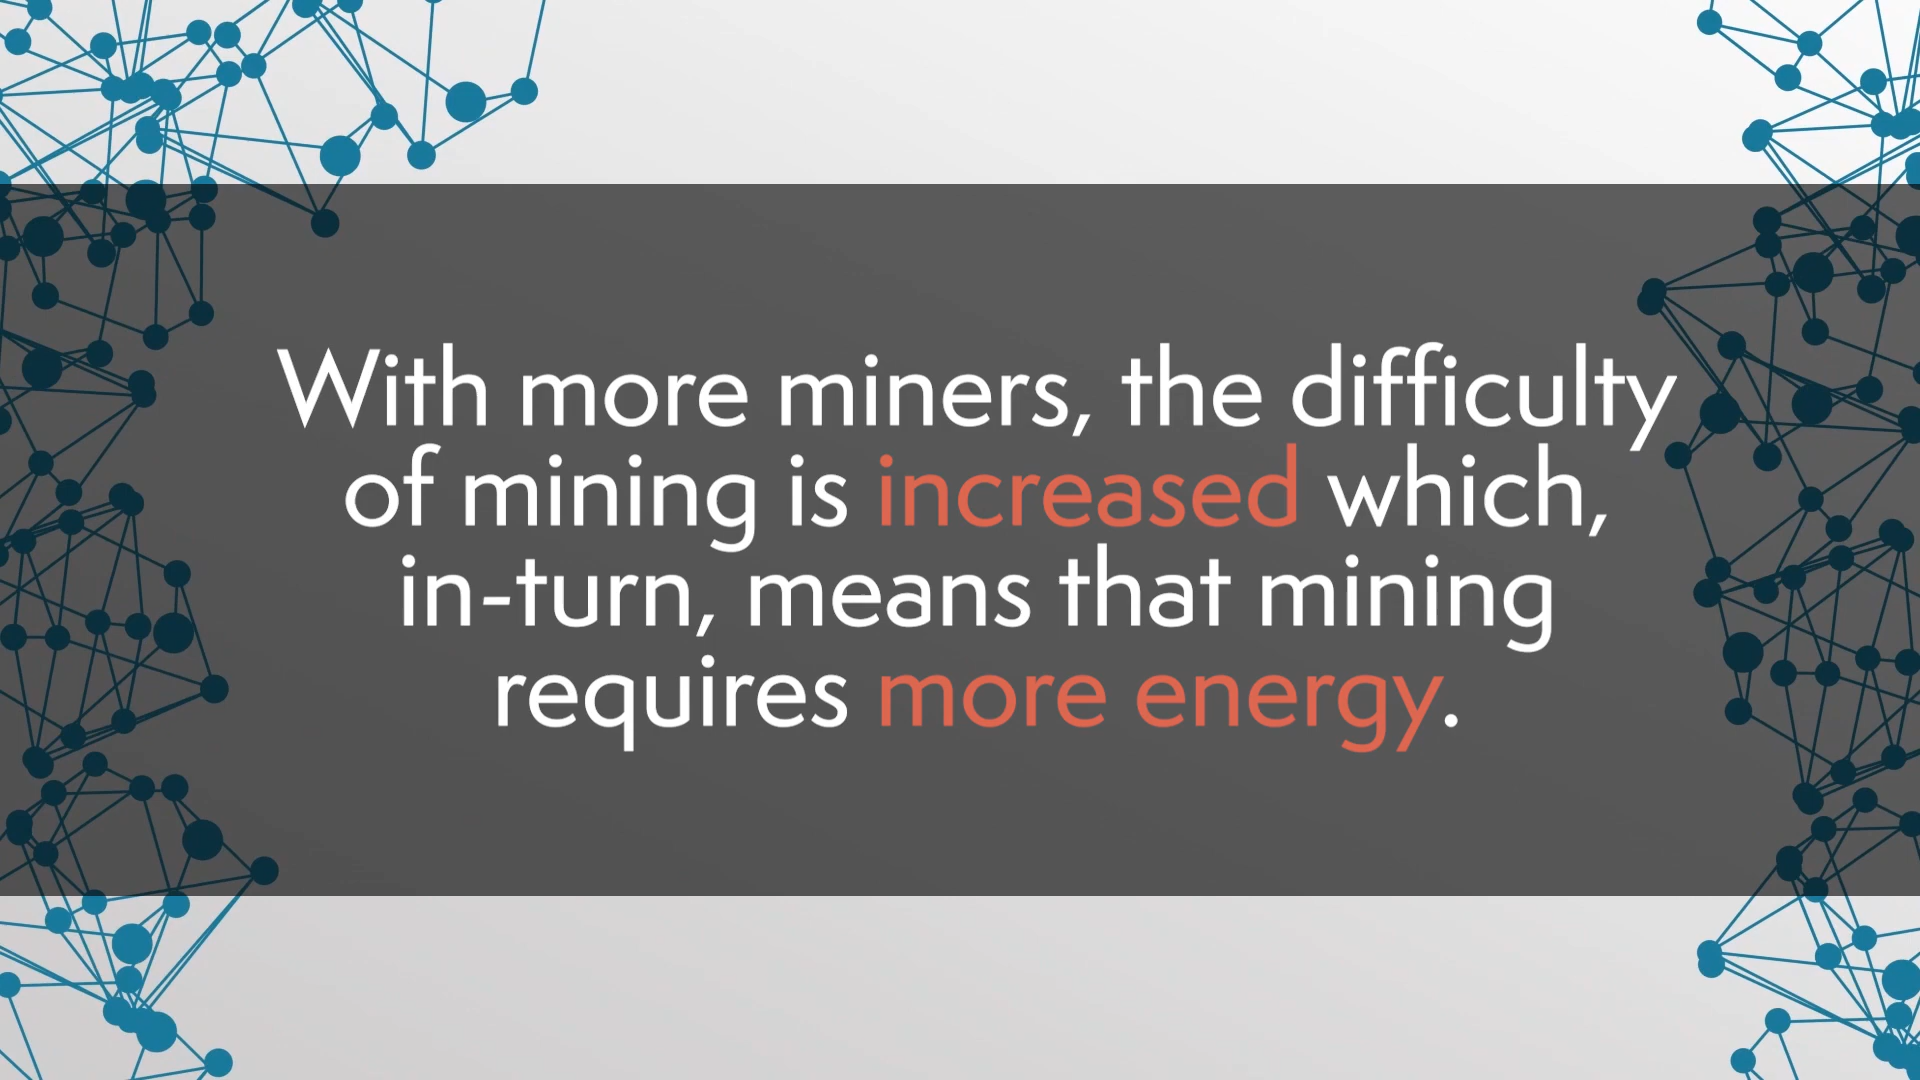 With more miners, the difficulty
of mining is increased which,
in-turn, means that mining
requires more energy.